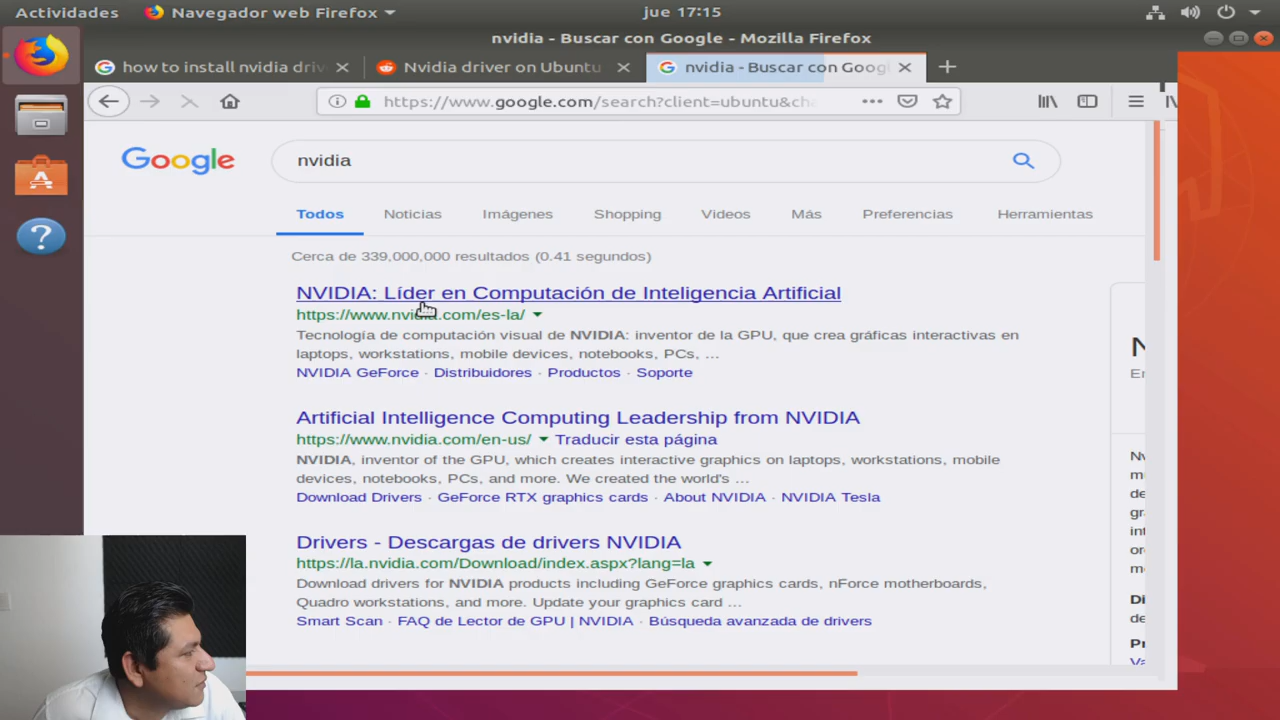 Actividades
Navegador web Firefox
jue 17:15
nvidia - Buscar con Google - Mozilla Firefox
how to install nvidia driv
Nvidia driver on Ubuntu
nvidia - Buscar con Googl
https://www.google.com/search?client=ubuntu&cha
Google
nvidia
Todos
Noticias
Imágenes
Shopping
Videos
Más
Preferencias
Herramientas
Cerca de 339,000,000 resultados (0.41 segundos)
NVIDIA: Líder en Computación de Inteligencia Artificial
https://www.nvidia.com/es-la/
Tecnología de computación visual de NVIDIA: inventor de la GPU, que crea gráficas interactivas en
laptops, workstations, mobile devices, notebooks, PCs, ...
NVIDIA GeForce · Distribuidores · Productos · Soporte
Artificial Intelligence Computing Leadership from NVIDIA
https://www.nvidia.com/en-us/ Traducir esta página
NVIDIA, inventor of the GPU, which creates interactive graphics on laptops, workstations, mobile
devices, notebooks, PCs, and more. We created the world's ...
Download Drivers · GeForce RTX graphics cards · About NVIDIA · NVIDIA Tesla
Drivers - Descargas de drivers NVIDIA
https://la.nvidia.com/Download/index.aspx?lang=la
Download drivers for NVIDIA products including GeForce graphics cards, nForce motherboards,
Quadro workstations, and more. Update your graphics card ...
Smart Scan · FAQ de Lector de GPU | NVIDIA · Búsqueda avanzada de drivers